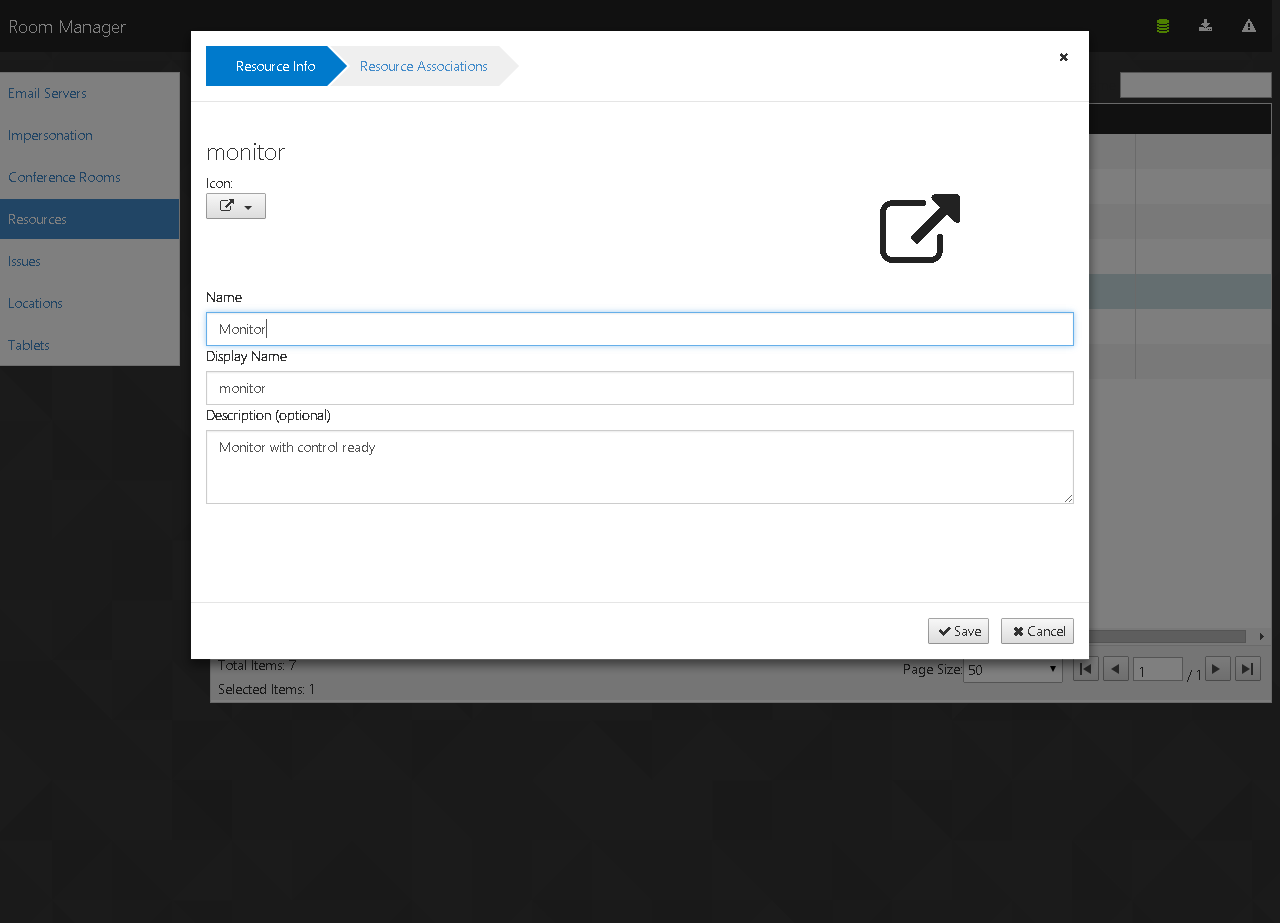 Room Manager
Resource Info
Resource Associations
Email Servers
Impersonation
Conference Rooms
Resources
Issues
Locations
Tablets
monitor
Icon:
Name
Monitor
Display Name
monitor
Description (optional)
Monitor with control ready
Save
Cancel
Total Items: 7
Selected Items: 1
Page Size: 50
1 / 1